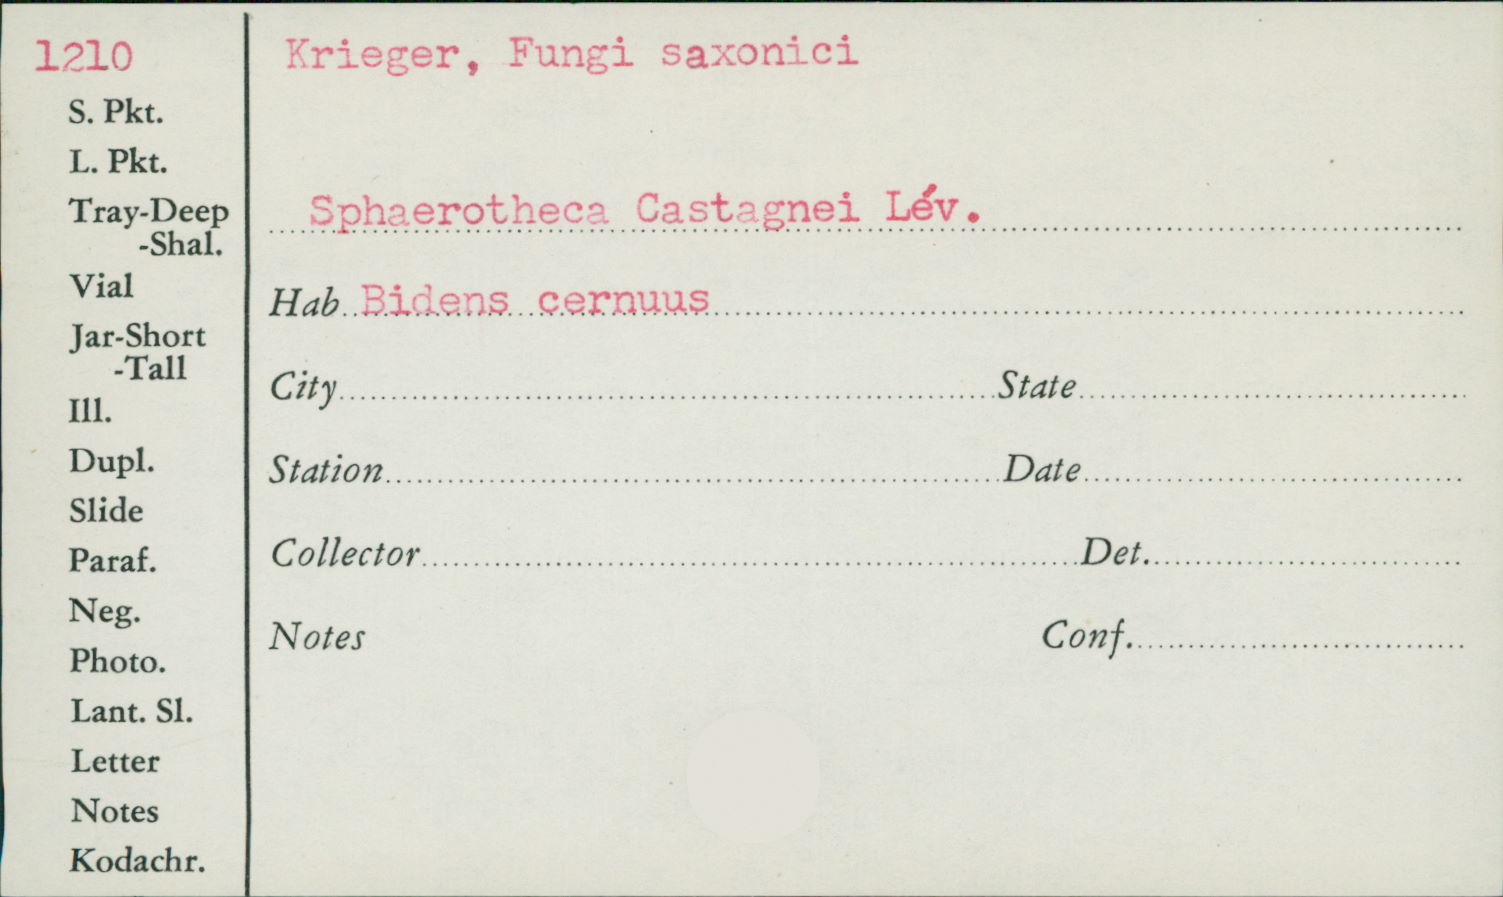 1210
S. Pkt.
L. Pkt.
Tray-Deep
-Shal.
Vial
Jar-Short
-Tall
Ill.
Dupl.
Slide
Paraf.
Neg.
Photo.
Lant. Sl.
Letter
Notes
Kodachr.
Krieger, Fungi saxonici
Sphaerotheca Castagnei Lév.
Hab Bidens cernuus
City State
Station Date
Collector Det.
Notes Conf.